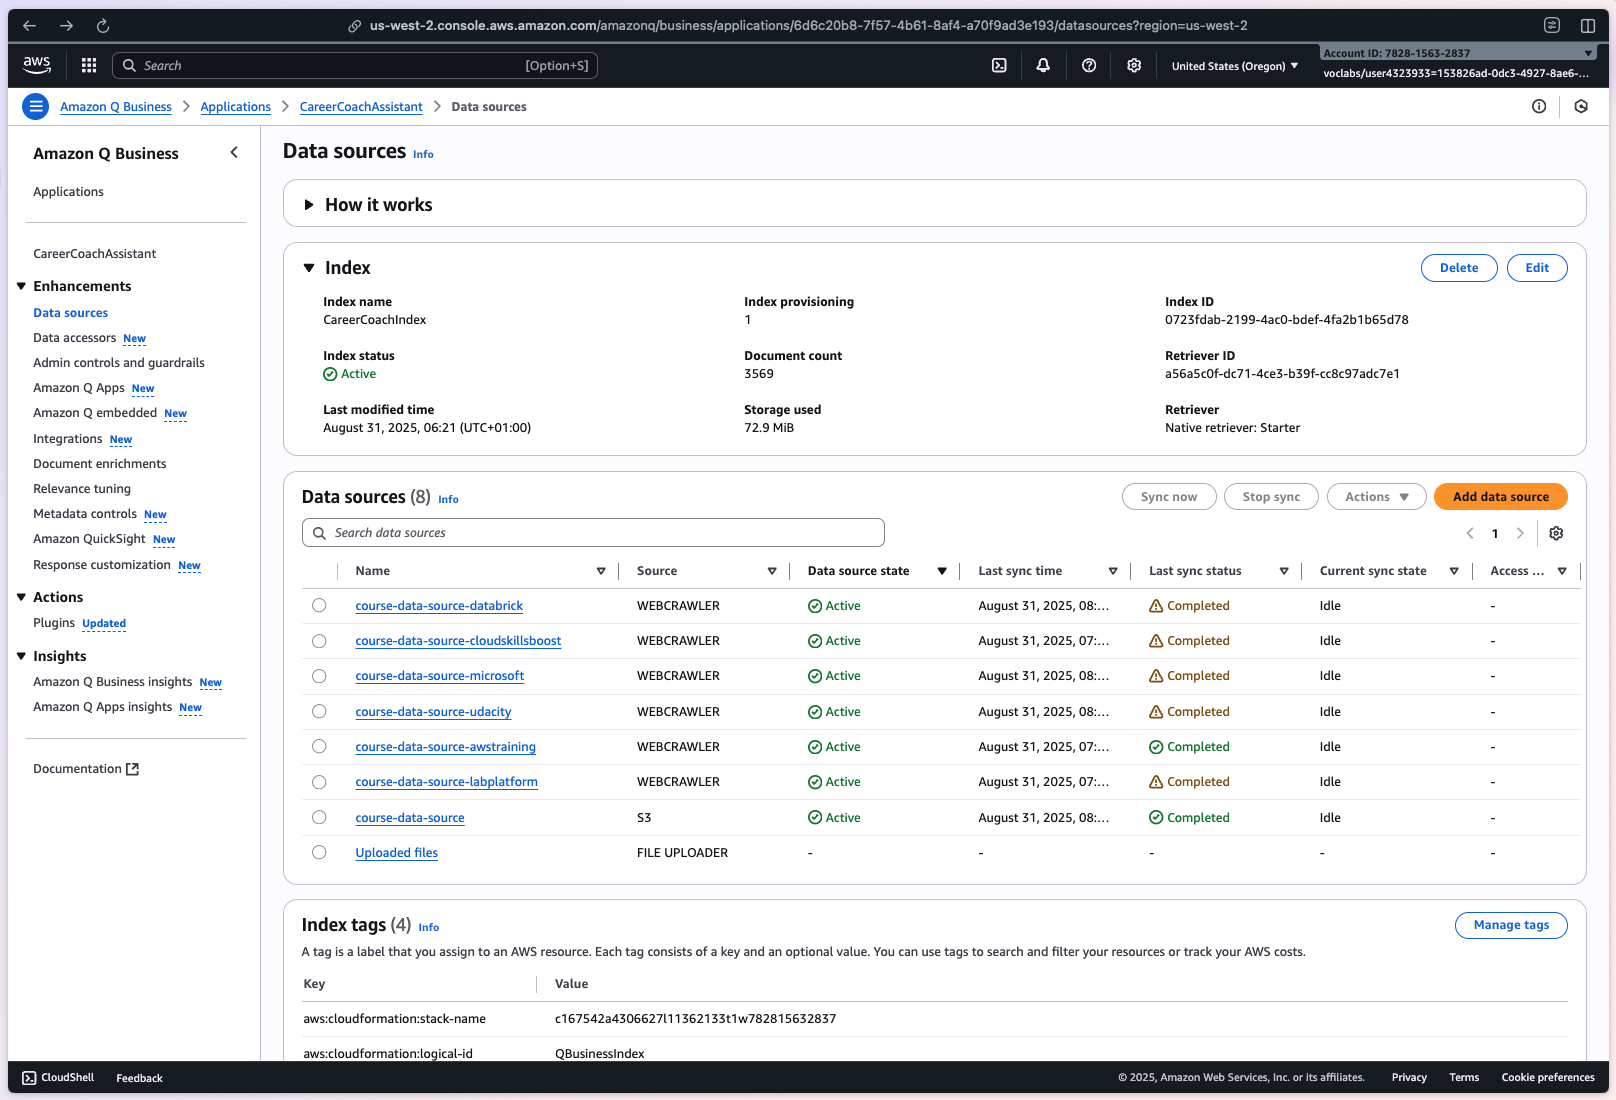 us-west-2.console.aws.amazon.com/amazonq/business/applications/6d6c20b8-7f57-4b61-8af4-a70f9ad3e193/datasources?region=us-west-2
aws
Search
[Option+S]
United States (Oregon)
Account ID: 7828-1563-2837
voclabs/user4323933=153826ad-0dc3-4927-8ae6-...
Amazon Q Business
Applications
CareerCoachAssistant
Data sources
Amazon Q Business
Applications
CareerCoachAssistant
Enhancements
Data sources
Data accessors New
Admin controls and guardrails
Amazon Q Apps New
Amazon Q embedded New
Integrations New
Document enrichments
Relevance tuning
Metadata controls New
Amazon QuickSight New
Response customization New
Actions
Plugins Updated
Insights
Amazon Q Business insights New
Amazon Q Apps insights New
Documentation
Data sources Info
How it works
Index
Delete
Edit
Index name
CareerCoachIndex
Index provisioning
1
Index ID
0723fdab-2199-4ac0-bdef-4fa2b1b65d78
Index status
Active
Document count
3569
Retriever ID
a56a5c0f-dc71-4ce3-b39f-cc8c97adc7e1
Last modified time
August 31, 2025, 06:21 (UTC+01:00)
Storage used
72.9 MiB
Retriever
Native retriever: Starter
Data sources (8) Info
Sync now
Stop sync
Actions
Add data source
Search data sources
1
Name Source Data source state Last sync time Last sync status Current sync state Access ...
course-data-source-databrick WEBCRAWLER Active August 31, 2025, 08:... Completed Idle -
course-data-source-cloudskillsboost WEBCRAWLER Active August 31, 2025, 07:... Completed Idle -
course-data-source-microsoft WEBCRAWLER Active August 31, 2025, 08:... Completed Idle -
course-data-source-udacity WEBCRAWLER Active August 31, 2025, 08:... Completed Idle -
course-data-source-awstraining WEBCRAWLER Active August 31, 2025, 07:... Completed Idle -
course-data-source-labplatform WEBCRAWLER Active August 31, 2025, 07:... Completed Idle -
course-data-source S3 Active August 31, 2025, 08:... Completed Idle -
Uploaded files FILE UPLOADER - - - - -
Index tags (4) Info
Manage tags
A tag is a label that you assign to an AWS resource. Each tag consists of a key and an optional value. You can use tags to search and filter your resources or track your AWS costs.
Key Value
aws:cloudformation:stack-name c167542a4306627l11362133t1w782815632837
aws:cloudformation:logical-id QBusinessIndex
CloudShell
Feedback
© 2025, Amazon Web Services, Inc. or its affiliates.
Privacy
Terms
Cookie preferences